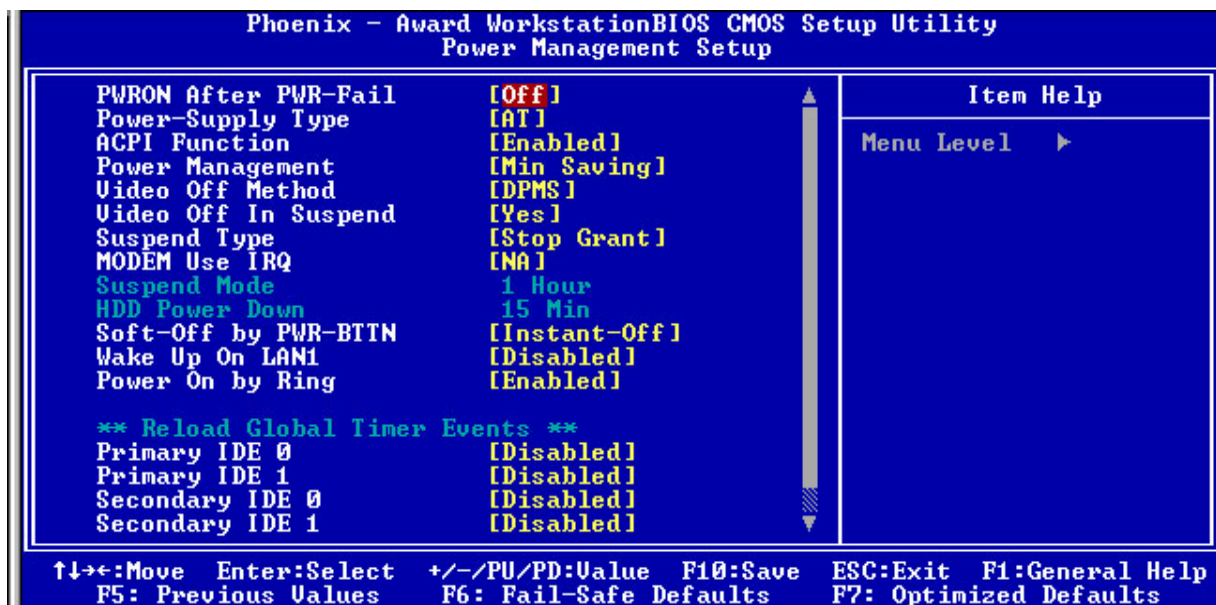 Phoenix - Award WorkstationBIOS CMOS Setup Utility
Power Management Setup
PWRON After PWR-Fail [Off]
Power-Supply Type [AT]
ACPI Function [Enabled]
Power Management [Min Saving]
Video Off Method [DPMS]
Video Off In Suspend [Yes]
Suspend Type [Stop Grant]
MODEM Use IRQ [NA]
Suspend Mode 1 Hour
HDD Power Down 15 Min
Soft-Off by PWR-BTTN [Instant-Off]
Wake Up On LAN1 [Disabled]
Power On by Ring [Enabled]
** Reload Global Timer Events **
Primary IDE 0 [Disabled]
Primary IDE 1 [Disabled]
Secondary IDE 0 [Disabled]
Secondary IDE 1 [Disabled]
Item Help
Menu Level ►
↑↓→←:Move Enter:Select +/-/PU/PD:Value F10:Save ESC:Exit F1:General Help
F5: Previous Values F6: Fail-Safe Defaults F7: Optimized Defaults